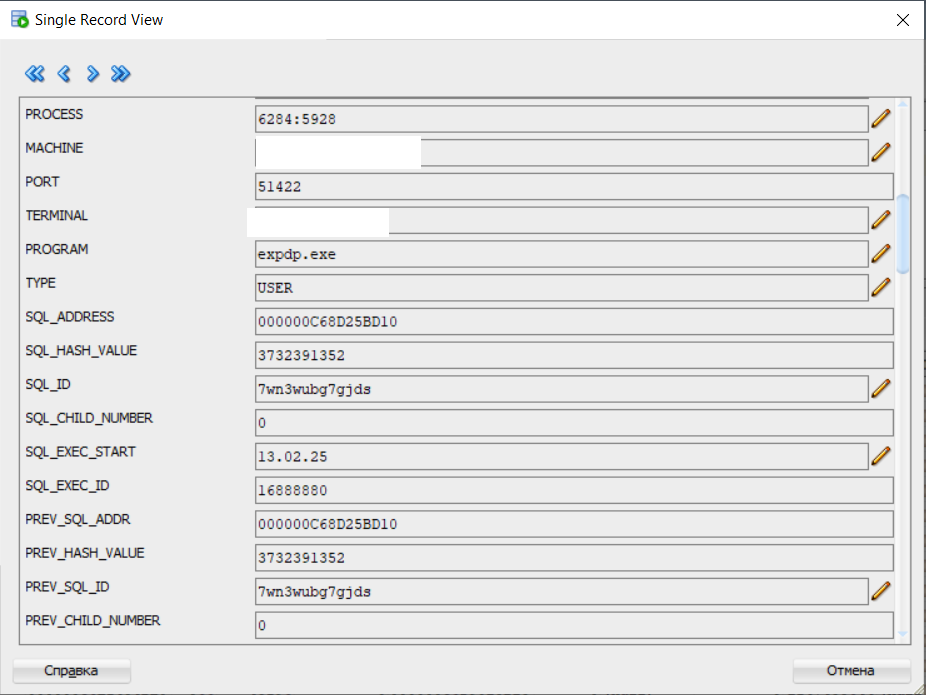 Single Record View
PROCESS 6284:5928
MACHINE
PORT 51422
TERMINAL
PROGRAM expdp.exe
TYPE USER
SQL_ADDRESS 000000C68D25BD10
SQL_HASH_VALUE 3732391352
SQL_ID 7wn3wubg7gjds
SQL_CHILD_NUMBER 0
SQL_EXEC_START 13.02.25
SQL_EXEC_ID 16888880
PREV_SQL_ADDR 000000C68D25BD10
PREV_HASH_VALUE 3732391352
PREV_SQL_ID 7wn3wubg7gjds
PREV_CHILD_NUMBER 0
Справка Отмена